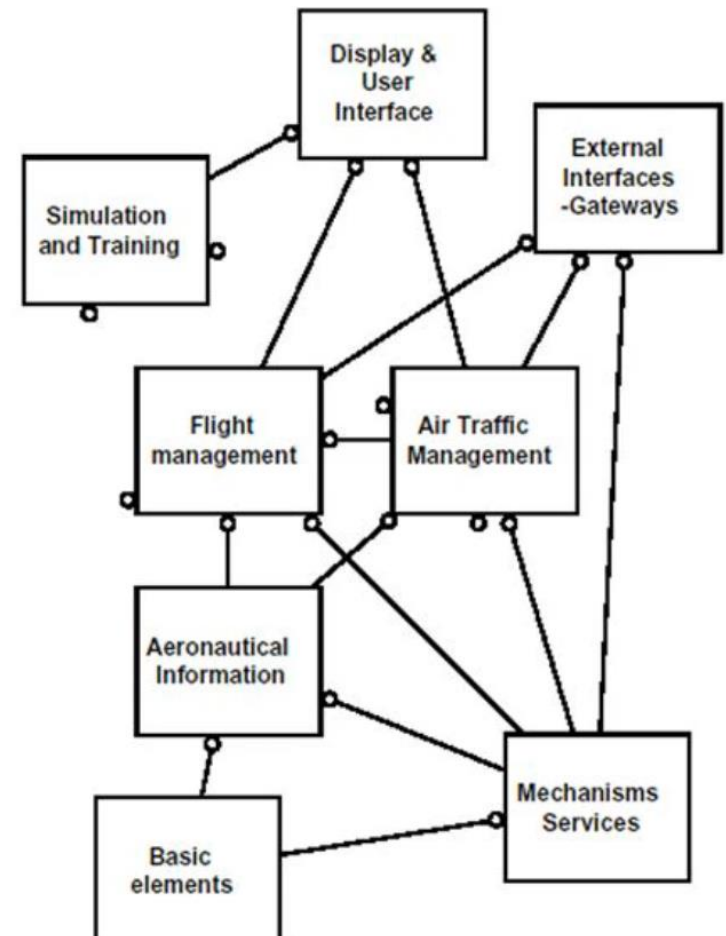 Display &
User
Interface
External
Interfaces
-Gateways
Simulation
and Training
Flight
management
Air Traffic
Management
Aeronautical
Information
Mechanisms
Services
Basic
elements